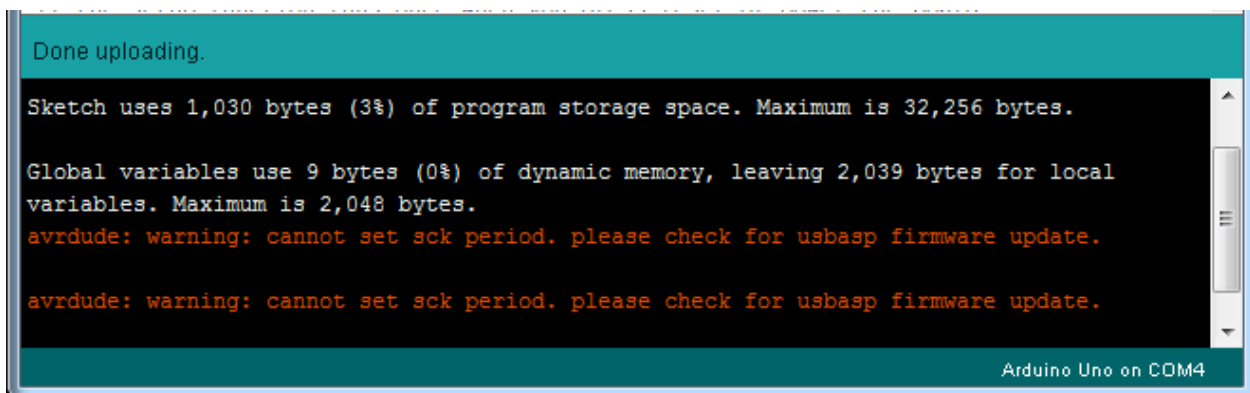 Done uploading.
Sketch uses 1,030 bytes (3%) of program storage space. Maximum is 32,256 bytes.
Global variables use 9 bytes (0%) of dynamic memory, leaving 2,039 bytes for local
variables. Maximum is 2,048 bytes.
avrdude: warning: cannot set sck period. please check for usbasp firmware update.
avrdude: warning: cannot set sck period. please check for usbasp firmware update.
Arduino Uno on COM4